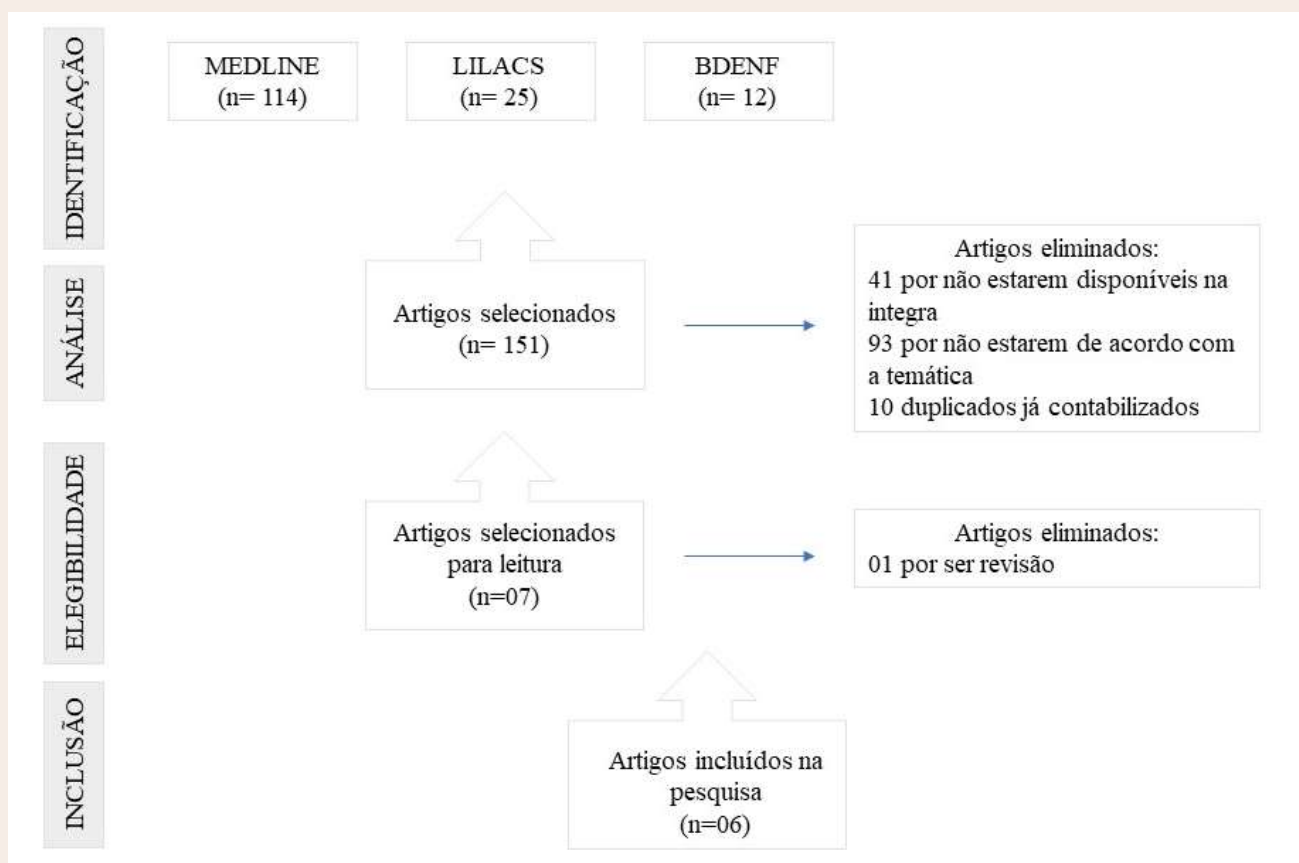 IDENTIFICAÇÃO
MEDLINE
(n= 114)
LILACS
(n= 25)
BDENF
(n= 12)
ANÁLISE
Artigos selecionados
(n= 151)
Artigos eliminados:
41 por não estarem disponíveis na
integra
93 por não estarem de acordo com
a temática
10 duplicados já contabilizados
ELEGIBILIDADE
Artigos selecionados
para leitura
(n=07)
Artigos eliminados:
01 por ser revisão
INCLUSÃO
Artigos incluídos na
pesquisa
(n=06)